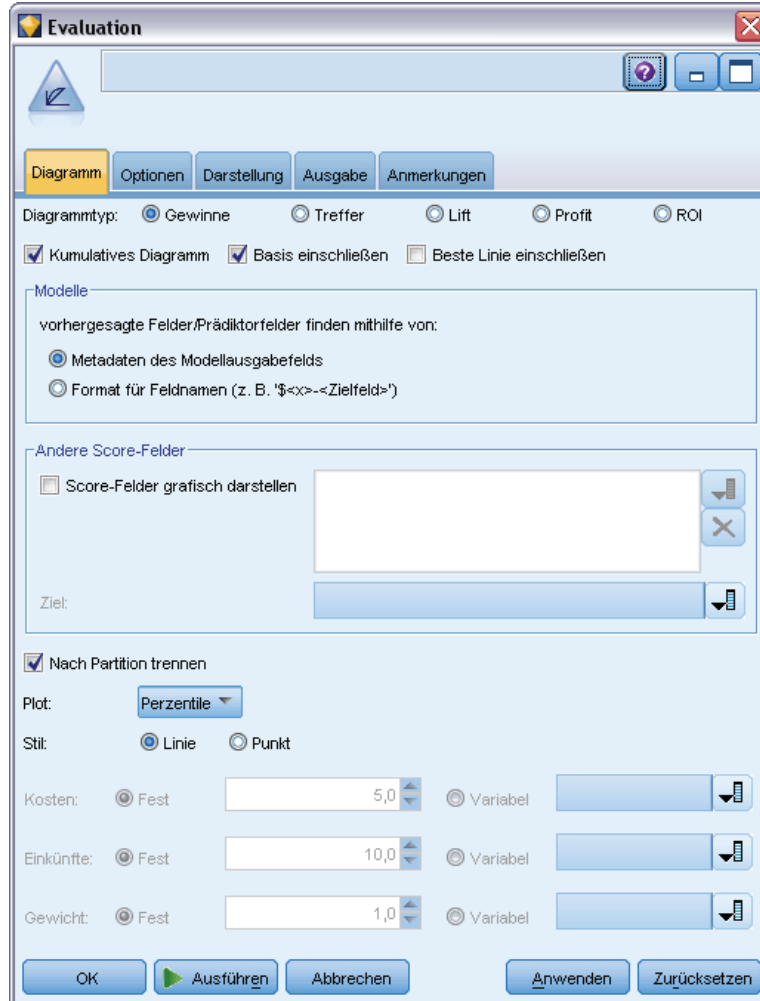 Evaluation
Diagramm Optionen Darstellung Ausgabe Anmerkungen
Diagrammtyp: Gewinne Treffer Lift Profit ROI
Kumulatives Diagramm Basis einschließen Beste Linie einschließen
Modelle
vorhergesagte Felder/Prädiktorfelder finden mithilfe von:
Metadaten des Modellausgabefelds
Format für Feldnamen (z. B. '$<x>-<Zielfeld>')
Andere Score-Felder
Score-Felder grafisch darstellen
Ziel:
Nach Partition trennen
Plot: Perzentile
Stil: Linie Punkt
Kosten: Fest 5,0 Variabel
Einkünfte: Fest 10,0 Variabel
Gewicht: Fest 1,0 Variabel
OK Ausführen Abbrechen Anwenden Zurücksetzen